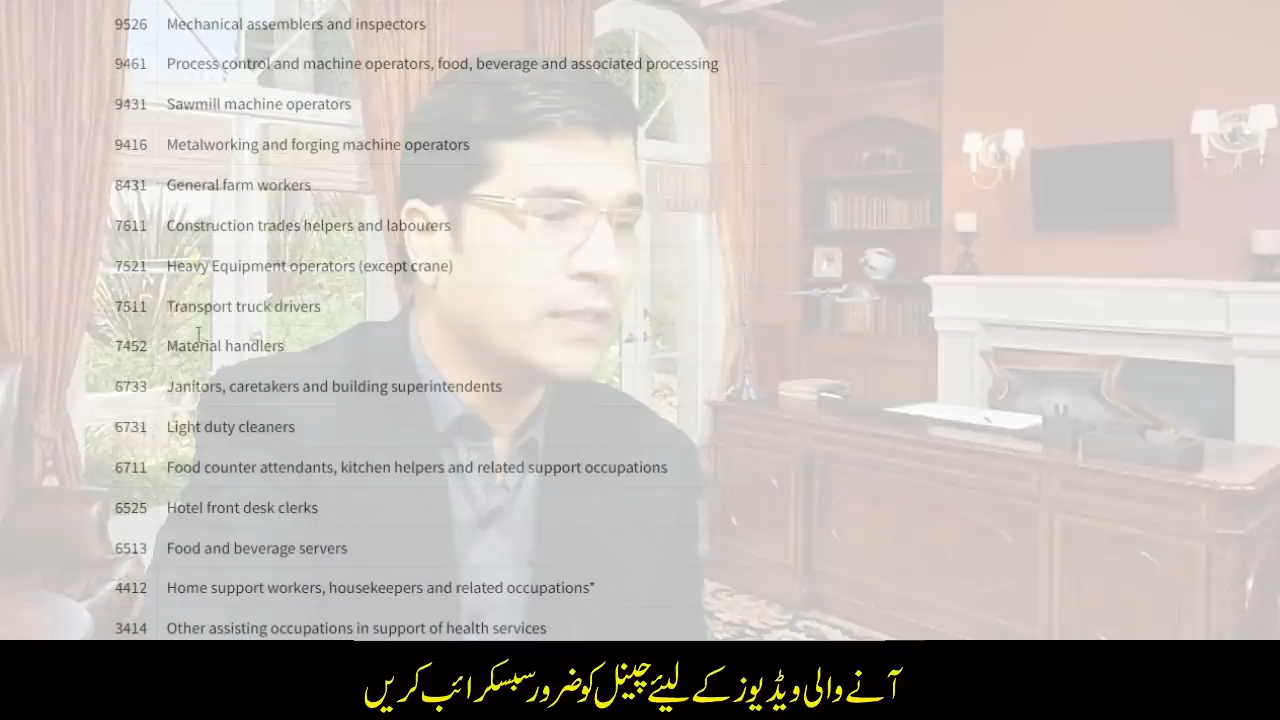 9526 Mechanical assemblers and inspectors
9461 Process control and machine operators, food, beverage and associated processing
9431 Sawmill machine operators
9416 Metalworking and forging machine operators
8431 General farm workers
7611 Construction trades helpers and labourers
7521 Heavy Equipment operators (except crane)
7511 Transport truck drivers
7452 Material handlers
6733 Janitors, caretakers and building superintendents
6731 Light duty cleaners
6711 Food counter attendants, kitchen helpers and related support occupations
6525 Hotel front desk clerks
6513 Food and beverage servers
4412 Home support workers, housekeepers and related occupations*
3414 Other assisting occupations in support of health services
آنے والی ویڈیوز کے لیئے چینل کو ضرور سبسکرائب کریں